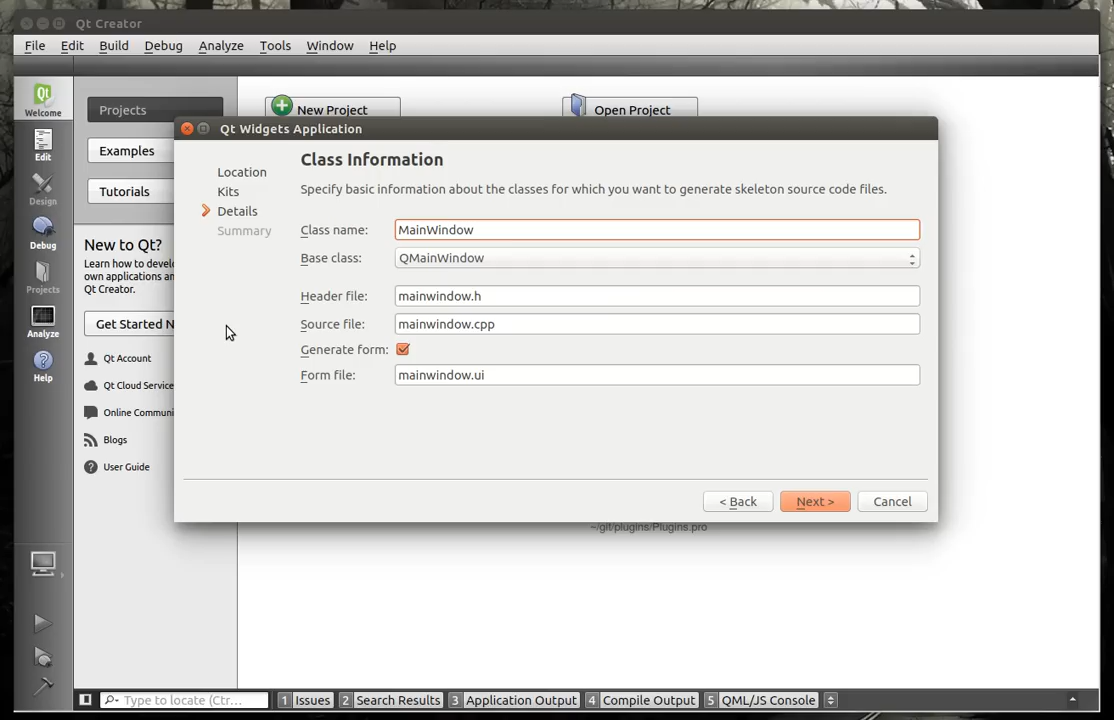 Qt Creator
File Edit Build Debug Analyze Tools Window Help
Welcome
Edit
Design
Debug
Projects
Analyze
Help
Projects
Examples
Tutorials
New to Qt?
Learn how to devel
own applications an
Qt Creator.
Get Started N
Qt Account
Qt Cloud Service
Online Communi
Blogs
User Guide
New Project
Open Project
Qt Widgets Application
Location
Kits
Details
Summary
Class Information
Specify basic information about the classes for which you want to generate skeleton source code files.
Class name: MainWindow
Base class: QMainWindow
Header file: mainwindow.h
Source file: mainwindow.cpp
Generate form:
Form file: mainwindow.ui
< Back Next > Cancel
~/git/plugins/Plugins.pro
Type to locate (Ctr... 1 Issues 2 Search Results 3 Application Output 4 Compile Output 5 QML/JS Console